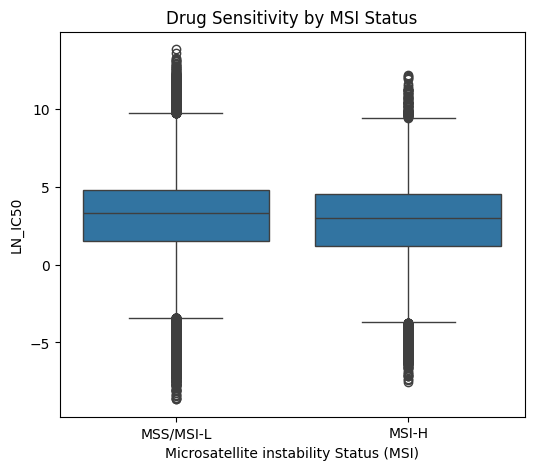 Drug Sensitivity by MSI Status
LN_IC50
10
5
0
−5
MSS/MSI-L
MSI-H
Microsatellite instability Status (MSI)